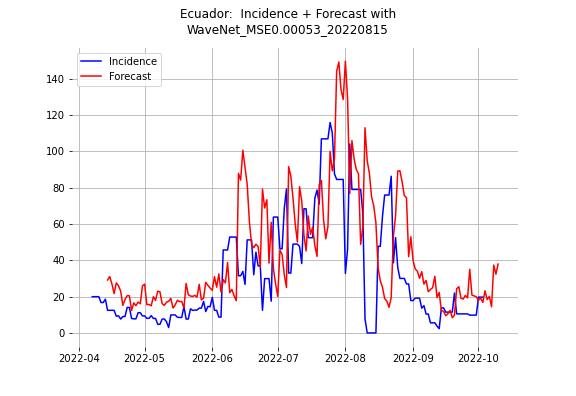 Ecuador:  Incidence + Forecast with
WaveNet_MSE0.00053_20220815
Incidence
Forecast
140
120
100
80
60
40
20
0
2022-04 2022-05 2022-06 2022-07 2022-08 2022-09 2022-10